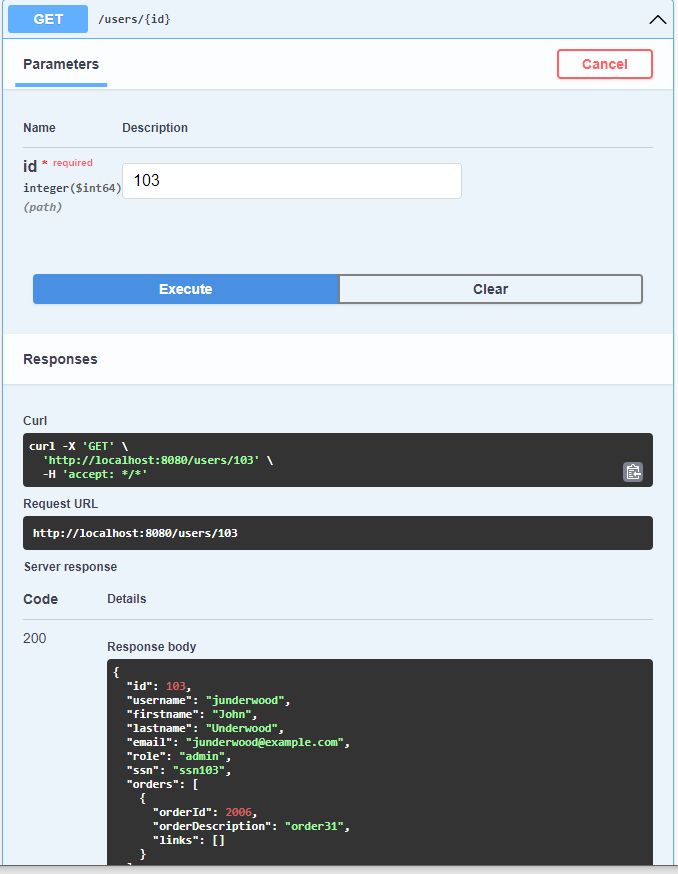 GET /users/{id}
Parameters Cancel
Name Description
id * required
integer($int64)
(path)
103
Execute Clear
Responses
Curl
curl -X 'GET' \
'http://localhost:8080/users/103' \
-H 'accept: */*'
Request URL
http://localhost:8080/users/103
Server response
Code Details
200
Response body
{
"id": 103,
"username": "junderwood",
"firstname": "John",
"lastname": "Underwood",
"email": "junderwood@example.com",
"role": "admin",
"ssn": "ssn103",
"orders": [
{
"orderId": 2006,
"orderDescription": "order31",
"links": []
}